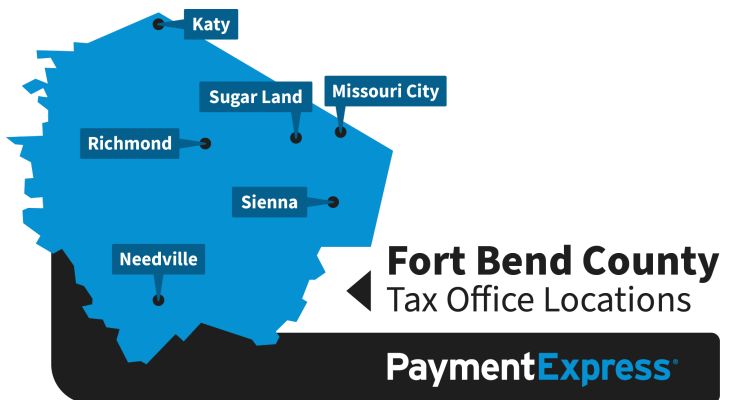 Katy
Sugar Land
Missouri City
Richmond
Sienna
Needville
Fort Bend County
Tax Office Locations
PaymentExpress®